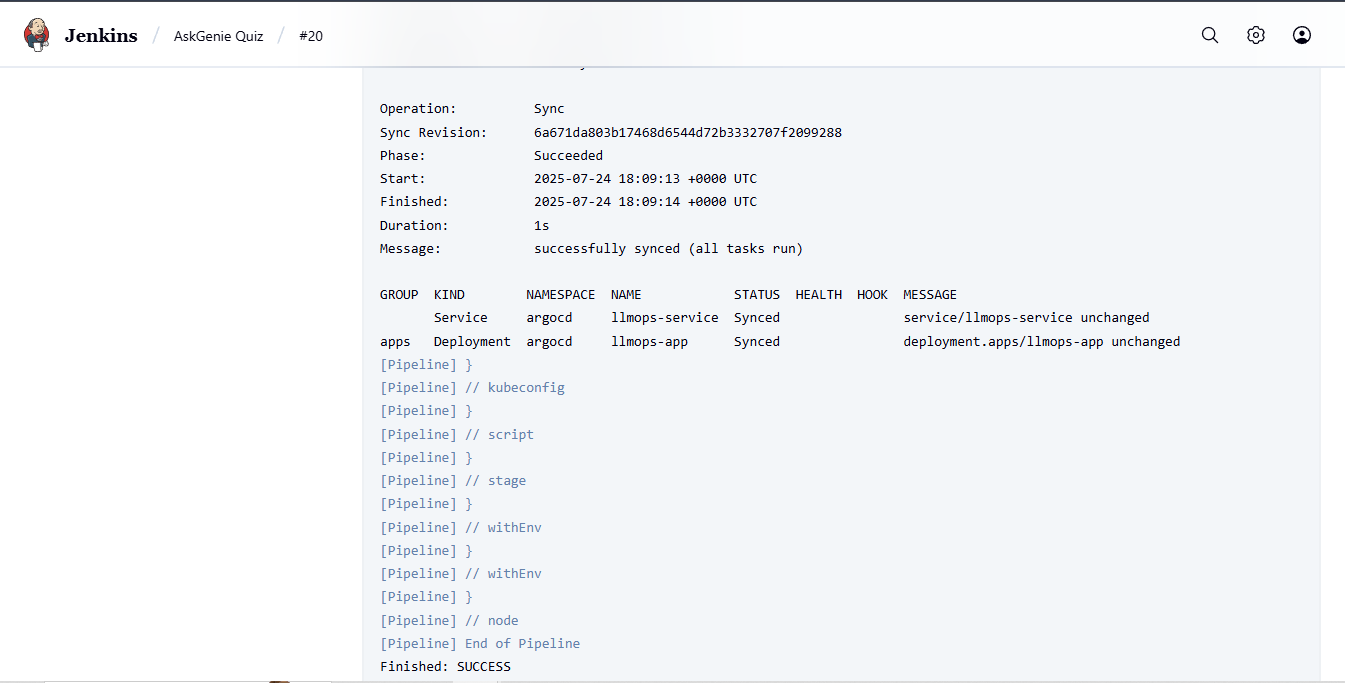 Jenkins / AskGenie Quiz / #20
Operation: Sync
Sync Revision: 6a671da803b17468d6544d72b3332707f2099288
Phase: Succeeded
Start: 2025-07-24 18:09:13 +0000 UTC
Finished: 2025-07-24 18:09:14 +0000 UTC
Duration: 1s
Message: successfully synced (all tasks run)
GROUP KIND NAMESPACE NAME STATUS HEALTH HOOK MESSAGE
Service argocd llmops-service Synced service/llmops-service unchanged
apps Deployment argocd llmops-app Synced deployment.apps/llmops-app unchanged
[Pipeline] }
[Pipeline] // kubeconfig
[Pipeline] }
[Pipeline] // script
[Pipeline] }
[Pipeline] // stage
[Pipeline] }
[Pipeline] // withEnv
[Pipeline] }
[Pipeline] // withEnv
[Pipeline] }
[Pipeline] // node
[Pipeline] End of Pipeline
Finished: SUCCESS